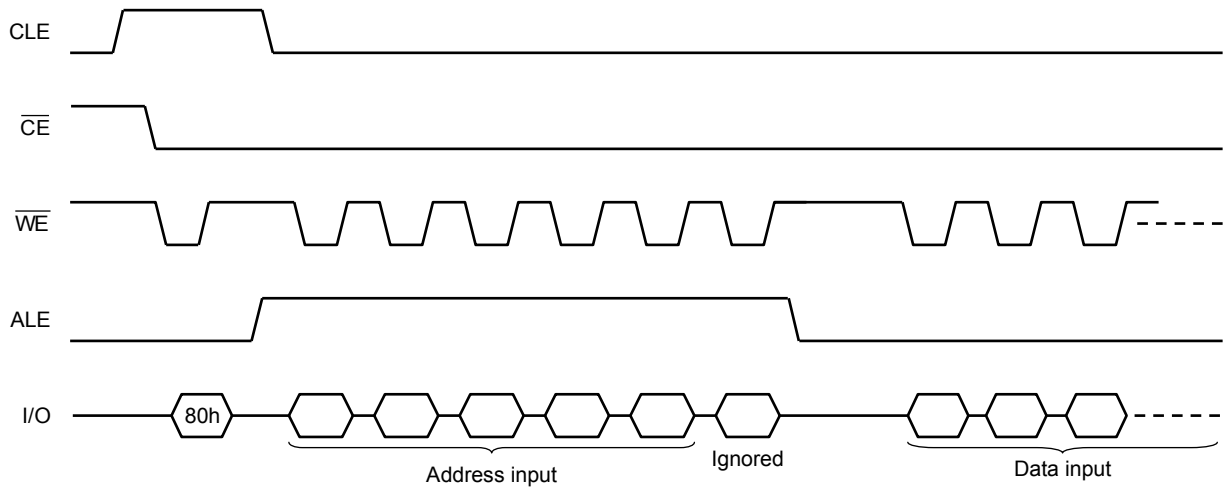 CLE
CE
WE
ALE
I/O
80h
Address input
Ignored
Data input